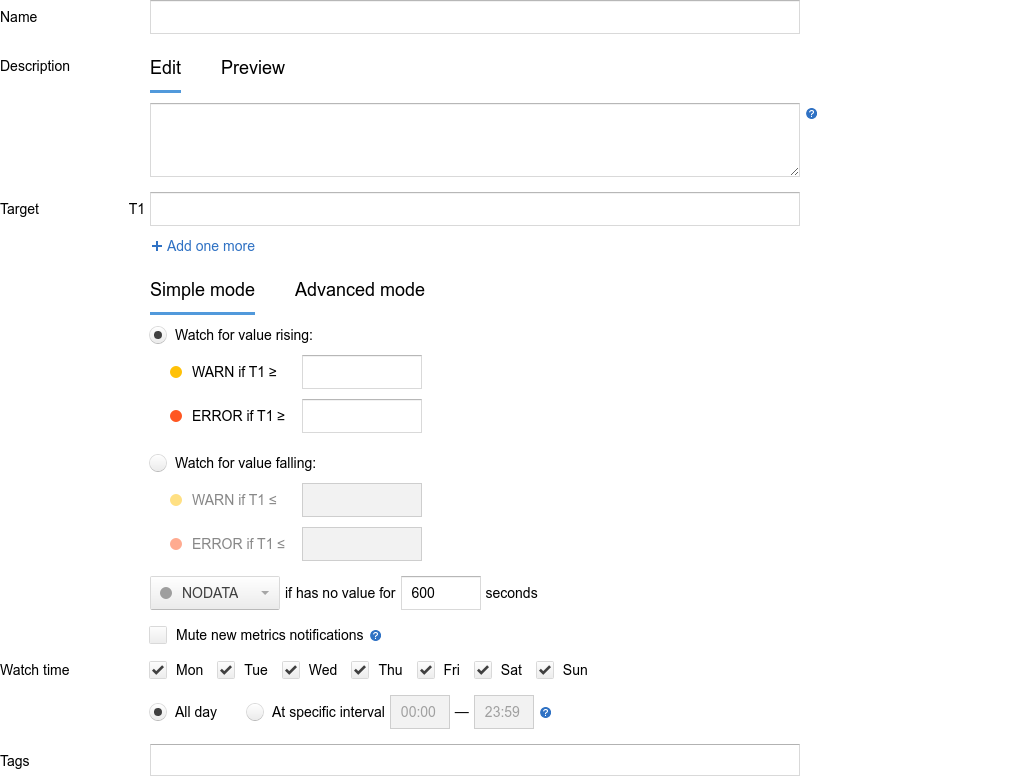 Name
Description Edit Preview
?
Target T1
+ Add one more
Simple mode Advanced mode
Watch for value rising:
WARN if T1 ≥
ERROR if T1 ≥
Watch for value falling:
WARN if T1 ≤
ERROR if T1 ≤
NODATA if has no value for 600 seconds
Mute new metrics notifications ?
Watch time Mon Tue Wed Thu Fri Sat Sun
All day At specific interval 00:00 — 23:59 ?
Tags